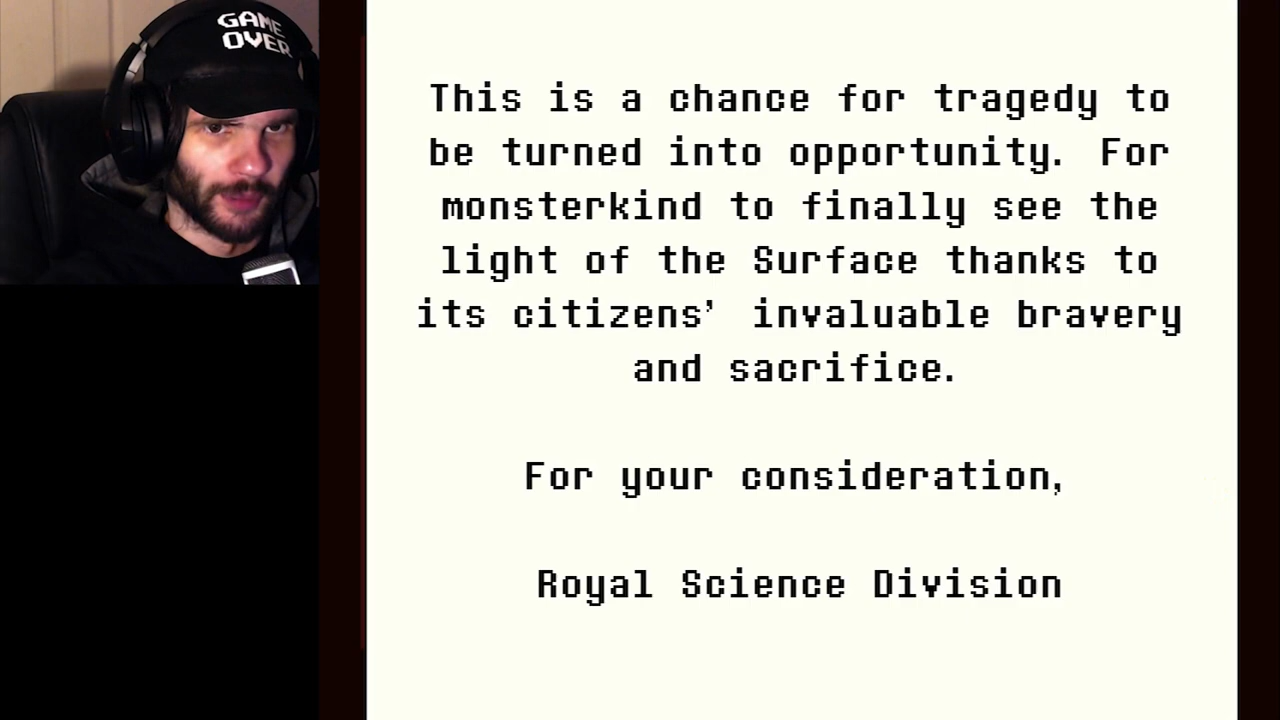 GAME
OVER
This is a chance for tragedy to
be turned into opportunity. For
monsterkind to finally see the
light of the Surface thanks to
its citizens' invaluable bravery
and sacrifice.
For your consideration,
Royal Science Division